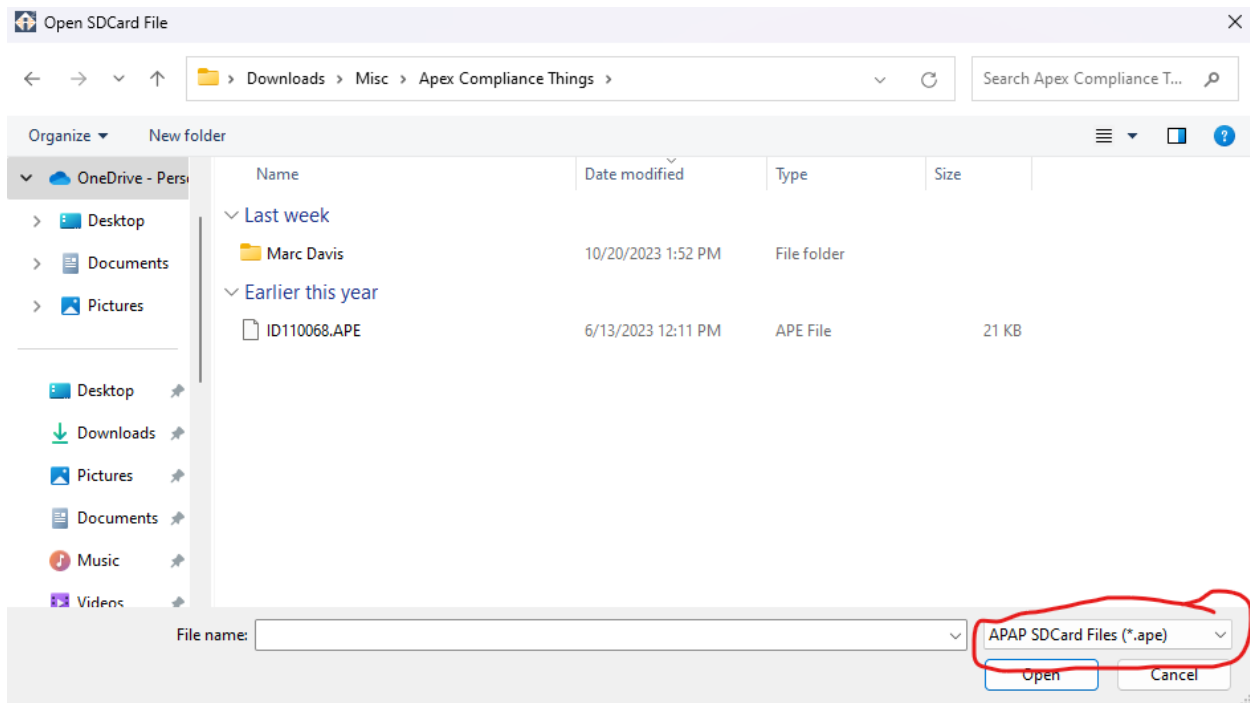 Open SDCard File
Downloads > Misc > Apex Compliance Things >
Search Apex Compliance T...
Organize
New folder
Name Date modified Type Size
OneDrive - Pers
Desktop
Documents
Pictures
Desktop
Downloads
Pictures
Documents
Music
Videos
Last week
Marc Davis 10/20/2023 1:52 PM File folder
Earlier this year
ID110068.APE 6/13/2023 12:11 PM APE File 21 KB
File name:
APAP SDCard Files (*.ape)
Open
Cancel